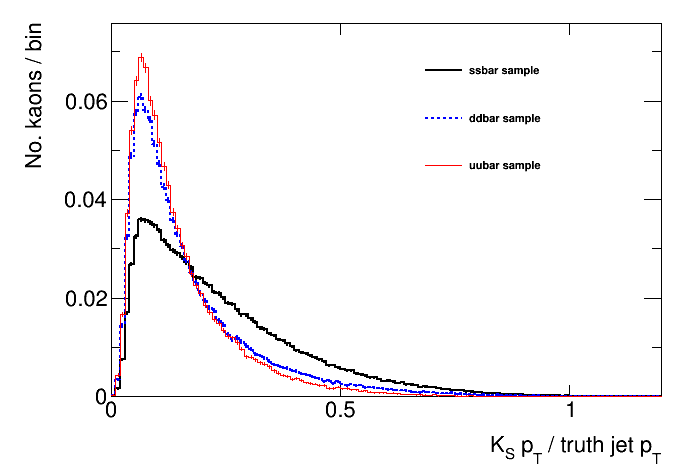 No. kaons / bin
0.06
0.04
0.02
0
ssbar sample
ddbar sample
uubar sample
0 0.5 1
K_S p_T / truth jet p_T